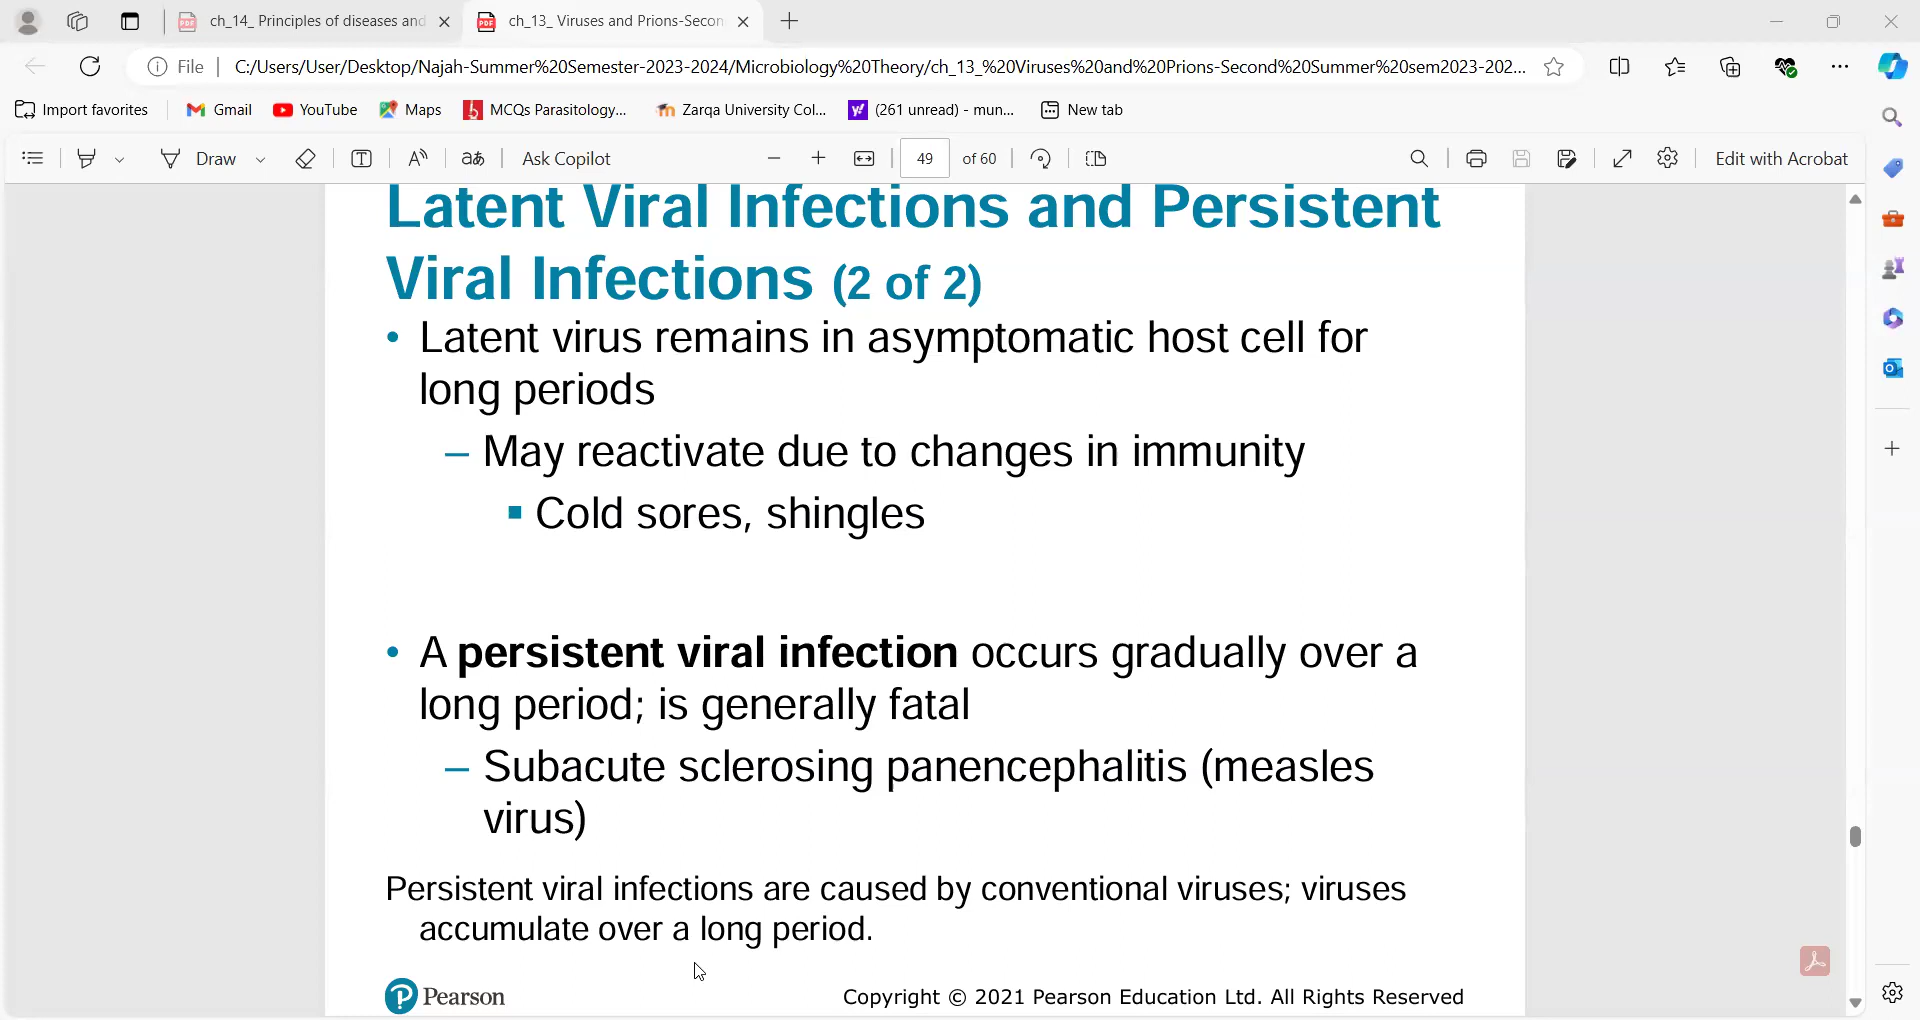 ch_14_ Principles of diseases and
ch_13_ Viruses and Prions-Secon
File
C:/Users/User/Desktop/Najah-Summer%20Semester-2023-2024/Microbiology%20Theory/ch_13_%20Viruses%20and%20Prions-Second%20Summer%20sem2023-202...
Import favorites
Gmail
YouTube
Maps
MCQs Parasitology...
Zarqa University Col...
(261 unread) - mun...
New tab
Draw
aあ
Ask Copilot
49 of 60
Edit with Acrobat
Latent Viral Infections and Persistent
Viral Infections (2 of 2)
• Latent virus remains in asymptomatic host cell for
long periods
– May reactivate due to changes in immunity
▪ Cold sores, shingles
• A persistent viral infection occurs gradually over a
long period; is generally fatal
– Subacute sclerosing panencephalitis (measles
virus)
Persistent viral infections are caused by conventional viruses; viruses
accumulate over a long period.
Pearson
Copyright © 2021 Pearson Education Ltd. All Rights Reserved